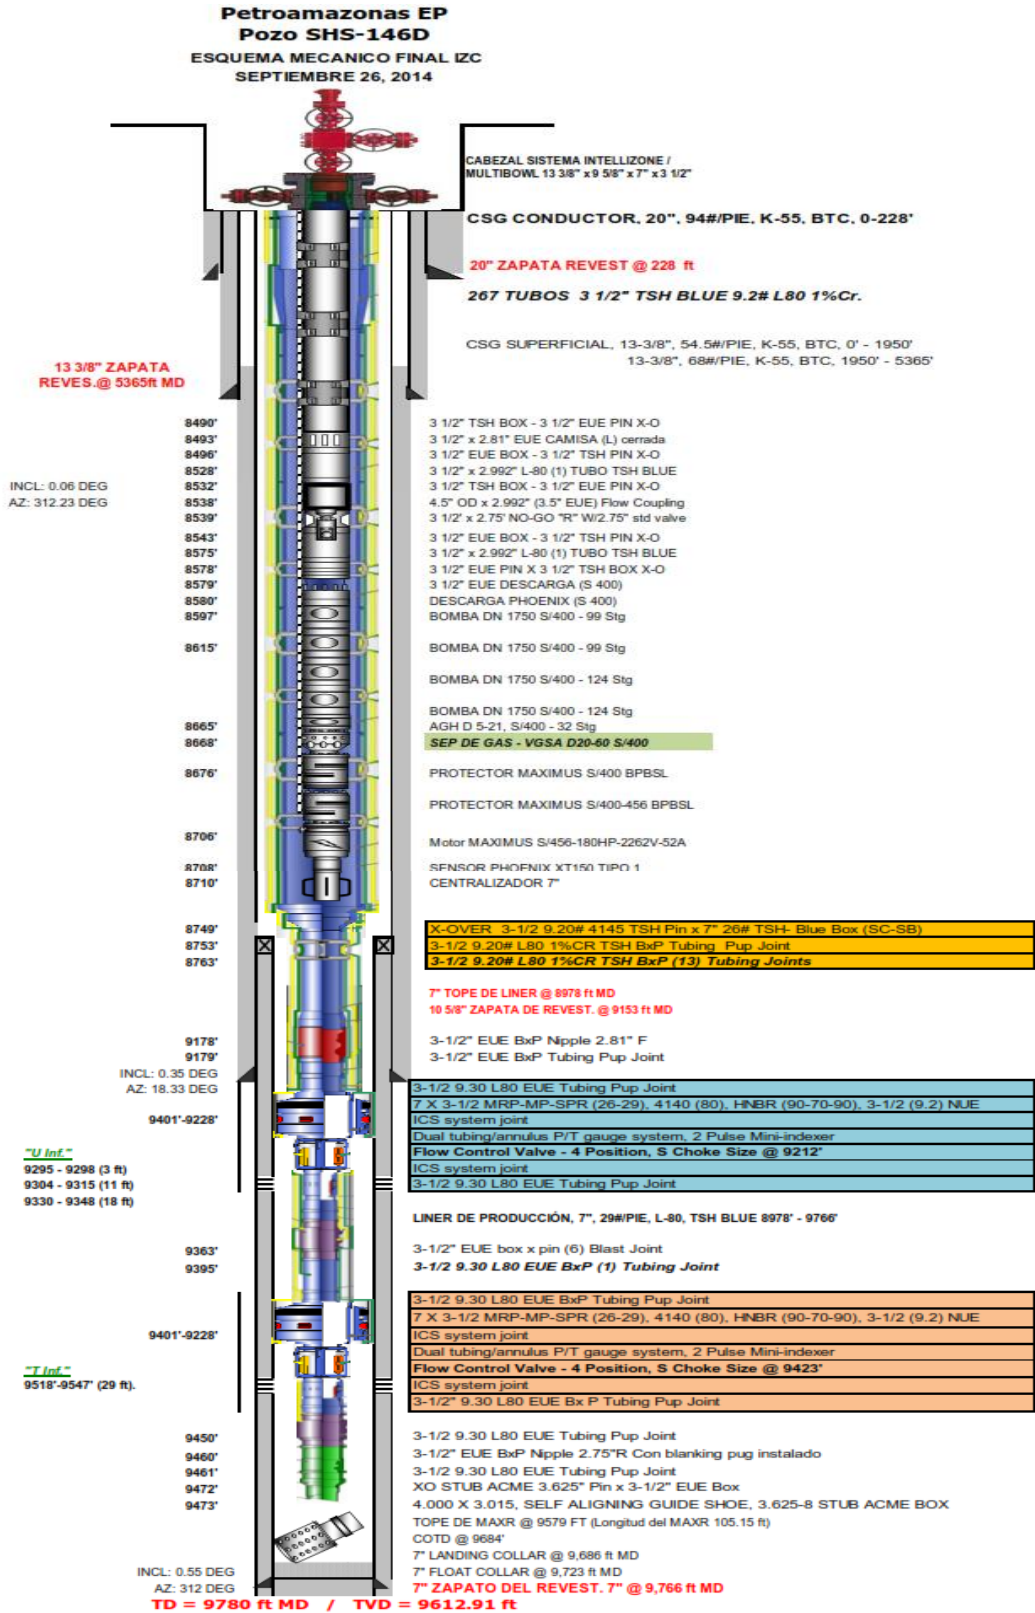 Petroamazonas EP
Pozo SHS-146D
ESQUEMA MECANICO FINAL IZC
SEPTIEMBRE 26, 2014
CABEZAL SISTEMA INTELLIZONE /
MULTIBOWL 13 3/8" x 9 5/8" x 7" x 3 1/2"
CSG CONDUCTOR, 20", 94#/PIE, K-55, BTC, 0-228'
20" ZAPATA REVEST @ 228 ft
267 TUBOS 3 1/2" TSH BLUE 9.2# L80 1%Cr.
CSG SUPERFICIAL, 13-3/8", 54.5#/PIE, K-55, BTC, 0' - 1950'
13-3/8", 68#/PIE, K-55, BTC, 1950' - 5365'
13 3/8" ZAPATA
REVES.@ 5365ft MD
8490' 3 1/2" TSH BOX - 3 1/2" EUE PIN X-O
8493' 3 1/2" x 2.81" EUE CAMISA (L) cerrada
8496' 3 1/2" EUE BOX - 3 1/2" TSH PIN X-O
8528' 3 1/2" x 2.992" L-80 (1) TUBO TSH BLUE
INCL: 0.06 DEG 8532' 3 1/2" TSH BOX - 3 1/2" EUE PIN X-O
AZ: 312.23 DEG 8538' 4.5" OD x 2.992" (3.5" EUE) Flow Coupling
8539' 3 1/2' x 2.75' NO-GO "R" W/2.75" std valve
8543' 3 1/2" EUE BOX - 3 1/2" TSH PIN X-O
8575' 3 1/2" x 2.992" L-80 (1) TUBO TSH BLUE
8578' 3 1/2" EUE PIN X 3 1/2" TSH BOX X-O
8579' 3 1/2" EUE DESCARGA (S 400)
8580' DESCARGA PHOENIX (S 400)
8597' BOMBA DN 1750 S/400 - 99 Stg
8615' BOMBA DN 1750 S/400 - 99 Stg
BOMBA DN 1750 S/400 - 124 Stg
BOMBA DN 1750 S/400 - 124 Stg
8665' AGH D 5-21, S/400 - 32 Stg
8668' SEP DE GAS - VGSA D20-60 S/400
8676' PROTECTOR MAXIMUS S/400 BPBSL
PROTECTOR MAXIMUS S/400-456 BPBSL
8706' Motor MAXIMUS S/456-180HP-2262V-52A
8708' SENSOR PHOENIX XT150 TIPO 1
8710' CENTRALIZADOR 7"
8749' X-OVER 3-1/2 9.20# 4145 TSH Pin x 7" 26# TSH- Blue Box (SC-SB)
8753' 3-1/2 9.20# L80 1%CR TSH BxP Tubing Pup Joint
8763' 3-1/2 9.20# L80 1%CR TSH BxP (13) Tubing Joints
7" TOPE DE LINER @ 8978 ft MD
10 5/8" ZAPATA DE REVEST. @ 9153 ft MD
9178' 3-1/2" EUE BxP Nipple 2.81" F
9179' 3-1/2" EUE BxP Tubing Pup Joint
INCL: 0.35 DEG
AZ: 18.33 DEG 3-1/2 9.30 L80 EUE Tubing Pup Joint
7 X 3-1/2 MRP-MP-SPR (26-29), 4140 (80), HNBR (90-70-90), 3-1/2 (9.2) NUE
9401'-9228' ICS system joint
Dual tubing/annulus P/T gauge system, 2 Pulse Mini-indexer
"U Inf." Flow Control Valve - 4 Position, S Choke Size @ 9212'
9295 - 9298 (3 ft) ICS system joint
9304 - 9315 (11 ft) 3-1/2 9.30 L80 EUE Tubing Pup Joint
9330 - 9348 (18 ft)
LINER DE PRODUCCIÓN, 7", 29#/PIE, L-80, TSH BLUE 8978' - 9766'
9363' 3-1/2" EUE box x pin (6) Blast Joint
9395' 3-1/2 9.30 L80 EUE BxP (1) Tubing Joint
3-1/2 9.30 L80 EUE BxP Tubing Pup Joint
7 X 3-1/2 MRP-MP-SPR (26-29), 4140 (80), HNBR (90-70-90), 3-1/2 (9.2) NUE
9401'-9228' ICS system joint
Dual tubing/annulus P/T gauge system, 2 Pulse Mini-indexer
"T Inf." Flow Control Valve - 4 Position, S Choke Size @ 9423'
9518'-9547' (29 ft). ICS system joint
3-1/2" 9.30 L80 EUE Bx P Tubing Pup Joint
9450' 3-1/2 9.30 L80 EUE Tubing Pup Joint
9460' 3-1/2" EUE BxP Nipple 2.75"R Con blanking pug instalado
9461' 3-1/2 9.30 L80 EUE Tubing Pup Joint
9472' XO STUB ACME 3.625" Pin x 3-1/2" EUE Box
9473' 4.000 X 3.015, SELF ALIGNING GUIDE SHOE, 3.625-8 STUB ACME BOX
TOPE DE MAXR @ 9579 FT (Longitud del MAXR 105.15 ft)
COTD @ 9684'
7" LANDING COLLAR @ 9,686 ft MD
INCL: 0.55 DEG 7" FLOAT COLLAR @ 9,723 ft MD
AZ: 312 DEG 7" ZAPATO DEL REVEST. 7" @ 9,766 ft MD
TD = 9780 ft MD / TVD = 9612.91 ft